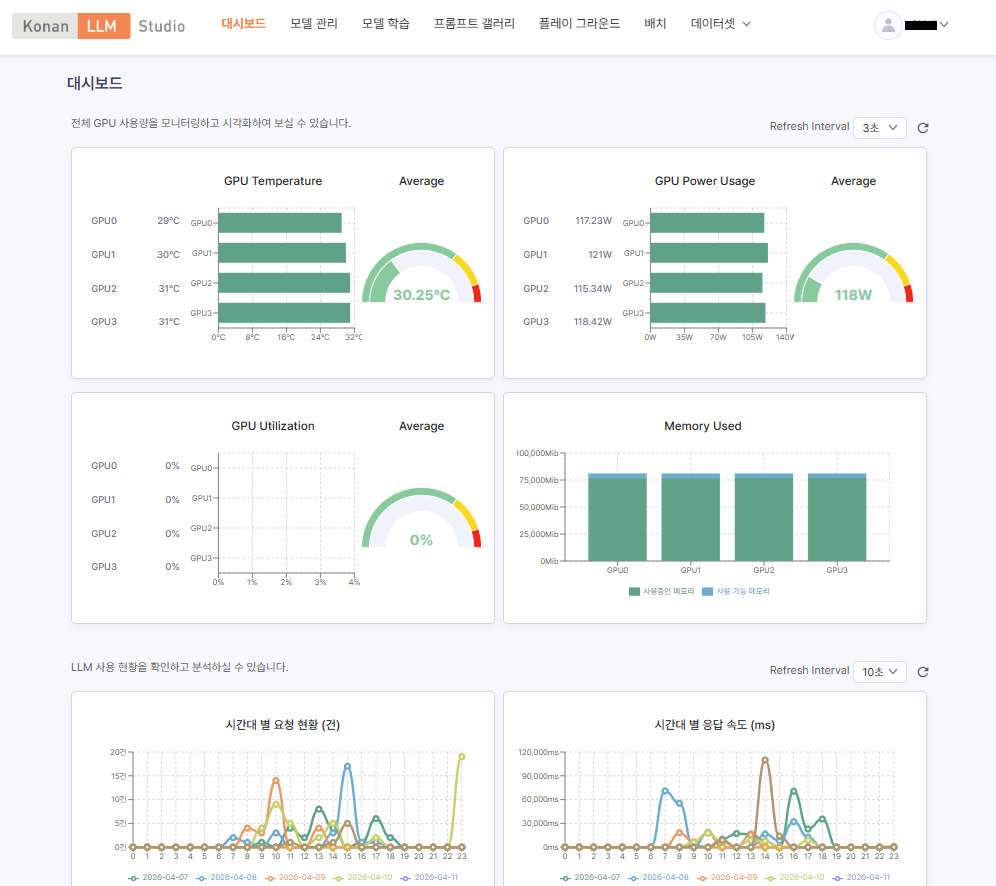 Konan LLM Studio 대시보드 모델 관리 모델 학습 프롬프트 갤러리 플레이 그라운드 배치 데이터셋
대시보드
전체 GPU 사용량을 모니터링하고 시각화하여 보실 수 있습니다.
Refresh Interval 3초
GPU Temperature Average
GPU0 29°C
GPU1 30°C
GPU2 31°C
GPU3 31°C
GPU0
GPU1
GPU2
GPU3
0°C 8°C 16°C 24°C 32°C
30.25°C
GPU Power Usage Average
GPU0 117.23W
GPU1 121W
GPU2 115.34W
GPU3 118.42W
GPU0
GPU1
GPU2
GPU3
0W 35W 70W 105W 140W
118W
GPU Utilization Average
GPU0 0%
GPU1 0%
GPU2 0%
GPU3 0%
GPU0
GPU1
GPU2
GPU3
0% 1% 2% 3% 4%
0%
Memory Used
100,000Mib
75,000Mib
50,000Mib
25,000Mib
0Mib
GPU0 GPU1 GPU2 GPU3
사용중인 메모리 사용 가능 메모리
LLM 사용 현황을 확인하고 분석하실 수 있습니다.
Refresh Interval 10초
시간대 별 요청 현황 (건)
20건
15건
10건
5건
0건
0 1 2 3 4 5 6 7 8 9 10 11 12 13 14 15 16 17 18 19 20 21 22 23
2026-04-07 2026-04-08 2026-04-09 2026-04-10 2026-04-11
시간대 별 응답 속도 (ms)
120,000ms
90,000ms
60,000ms
30,000ms
0ms
0 1 2 3 4 5 6 7 8 9 10 11 12 13 14 15 16 17 18 19 20 21 22 23
2026-04-07 2026-04-08 2026-04-09 2026-04-10 2026-04-11